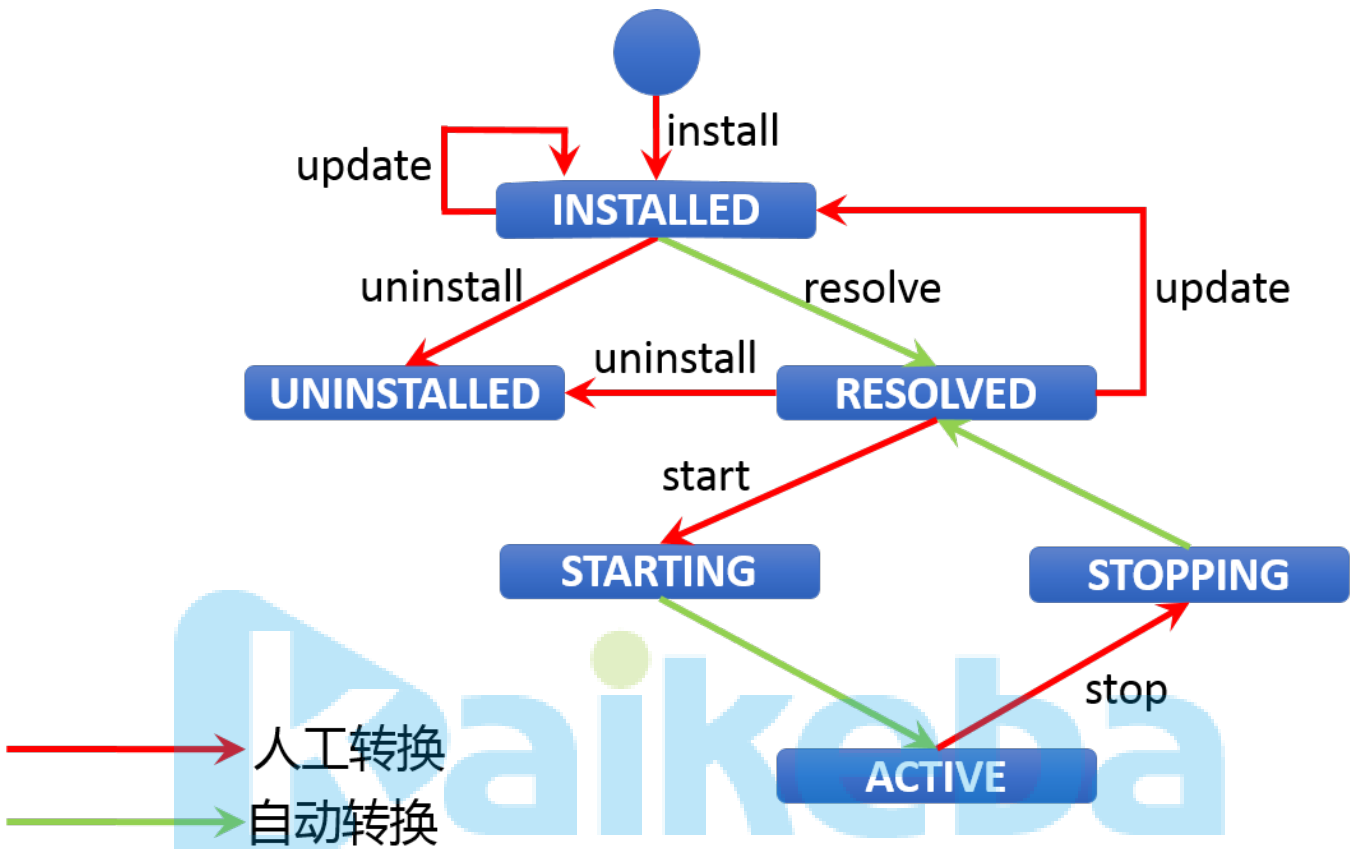 install
update
INSTALLED
uninstall
resolve
update
uninstall
UNINSTALLED
RESOLVED
start
STARTING
STOPPING
stop
ACTIVE
人工转换
自动转换
kaikeba